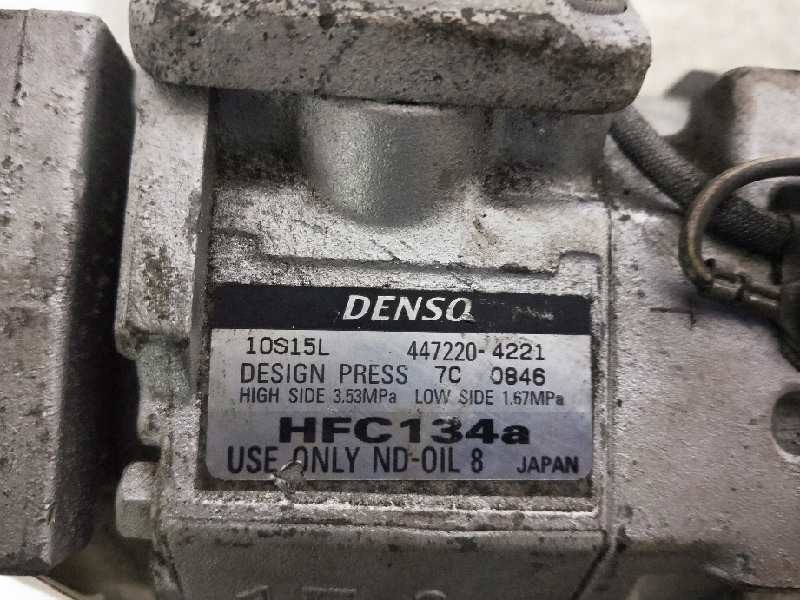 DENSO
10S15L 447220-4221
DESIGN PRESS 7C 0846
HIGH SIDE 3.53MPa LOW SIDE 1.67MPa
HFC134a
USE ONLY ND-OIL 8 JAPAN